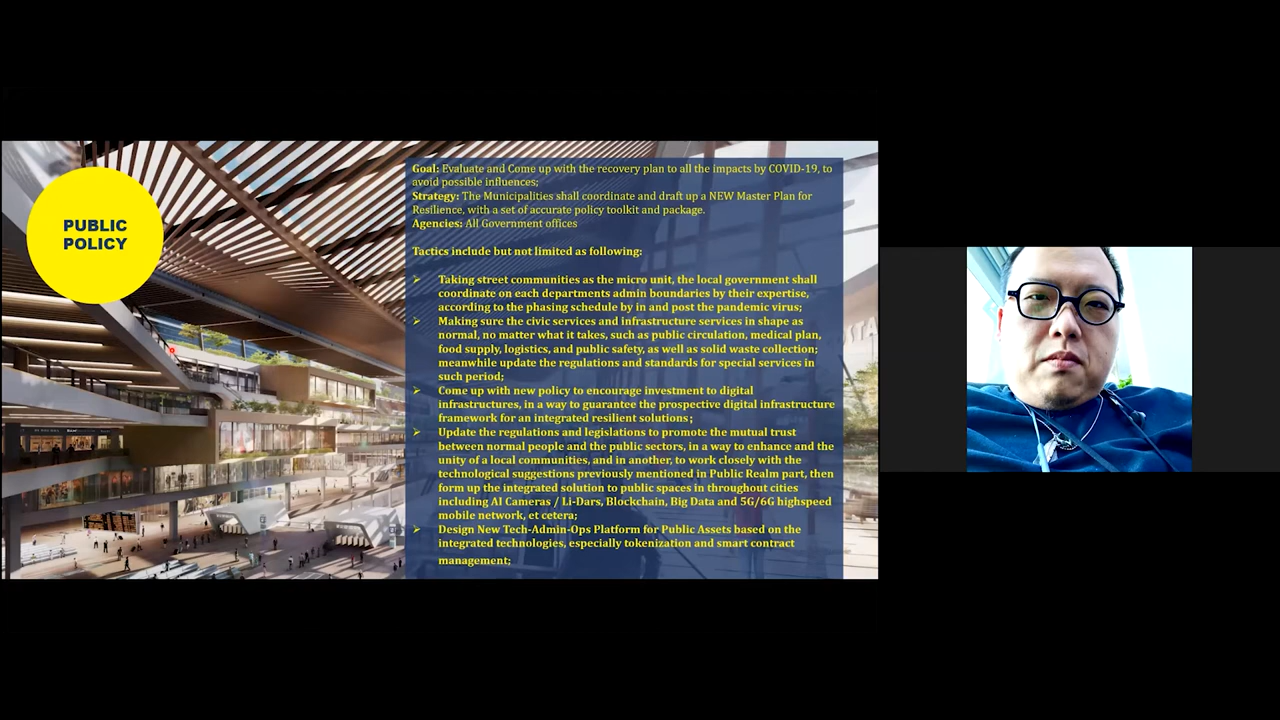 PUBLIC
POLICY
Goal: Evaluate and Come up with the recovery plan to all the impacts by COVID-19, to
avoid possible influences;
Strategy: The Municipalities shall coordinate and draft up a NEW Master Plan for
Resilience, with a set of accurate policy toolkit and package.
Agencies: All Government offices
Tactics include but not limited as following:
➢ Taking street communities as the micro unit, the local government shall
coordinate on each departments admin boundaries by their expertise,
according to the phasing schedule by in and post the pandemic virus;
➢ Making sure the civic services and infrastructure services in shape as
normal, no matter what it takes, such as public circulation, medical plan,
food supply, logistics, and public safety, as well as solid waste collection;
meanwhile update the regulations and standards for special services in
such period;
➢ Come up with new policy to encourage investment to digital
infrastructures, in a way to guarantee the prospective digital infrastructure
framework for an integrated resilient solutions;
➢ Update the regulations and legislations to promote the mutual trust
between normal people and the public sectors, in a way to enhance and the
unity of a local communities, and in another, to work closely with the
technological suggestions previously mentioned in Public Realm part, then
form up the integrated solution to public spaces in throughout cities
including AI Cameras / Li-Dars, Blockchain, Big Data and 5G/6G highspeed
mobile network, et cetera;
➢ Design New Tech-Admin-Ops Platform for Public Assets based on the
integrated technologies, especially tokenization and smart contract
management;